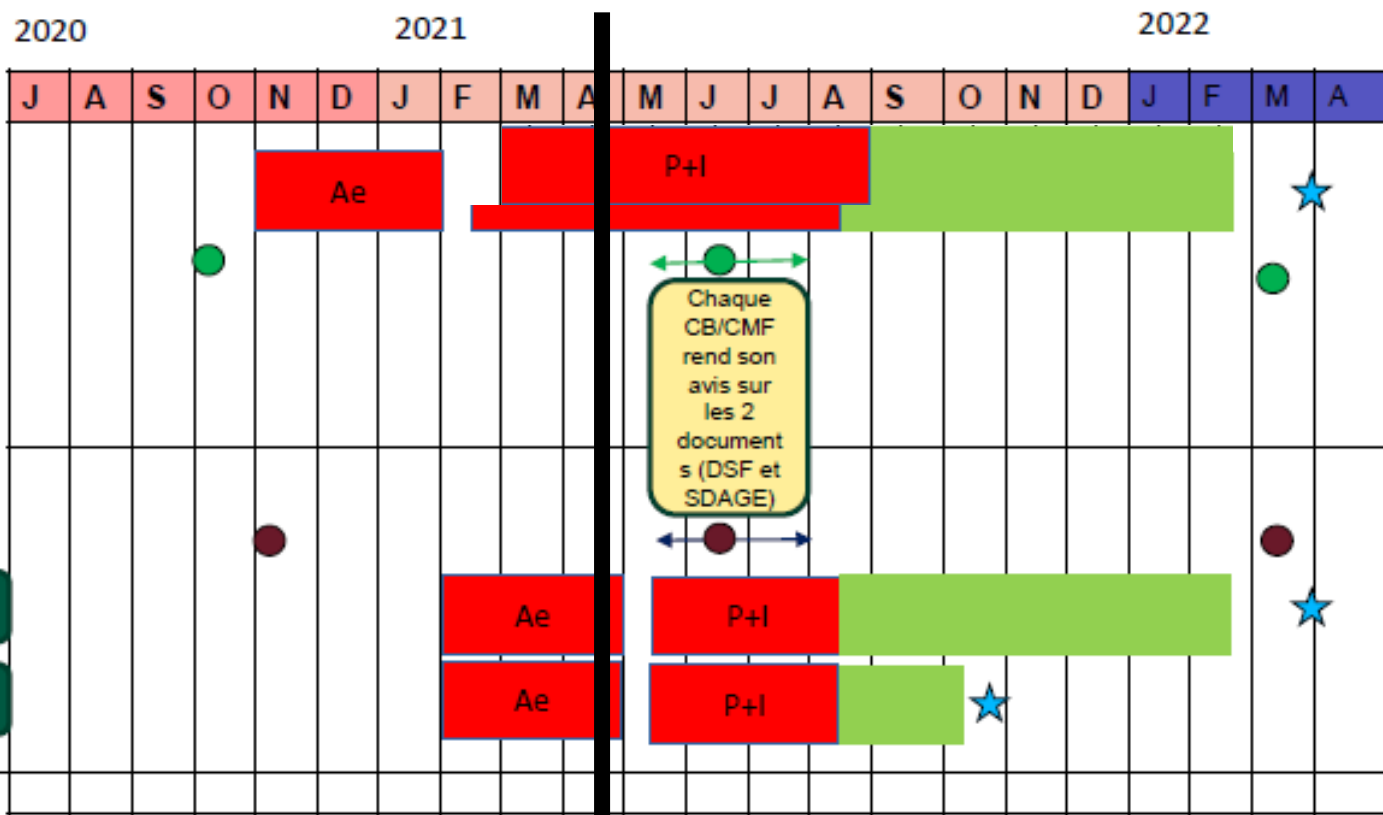 2020 2021 2022
J A S O N D J F M A M J J A S O N D J F M A
P+I
Ae
Chaque
CB/CMF
rend son
avis sur
les 2
document
s (DSF et
SDAGE)
Ae P+I
Ae P+I